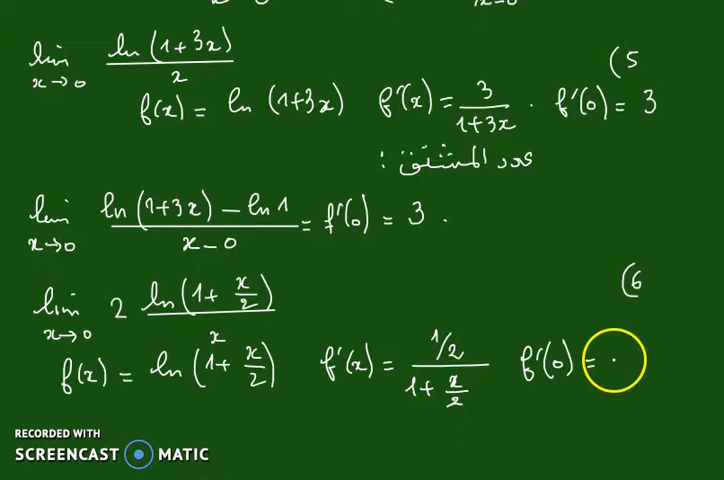 lim x→0 ln(1+3x)/x (5
f(x) = ln(1+3x) f'(x) = 3/(1+3x) . f'(0) = 3
عدد المشتق :
lim x→0 (ln(1+3x) – ln 1)/(x – 0) = f'(0) = 3 .
lim x→0 2 ln(1+x/2)/x (6
f(x) = ln(1+x/2) f'(x) = (1/2)/(1+x/2) f'(0) =
RECORDED WITH
SCREENCAST MATIC